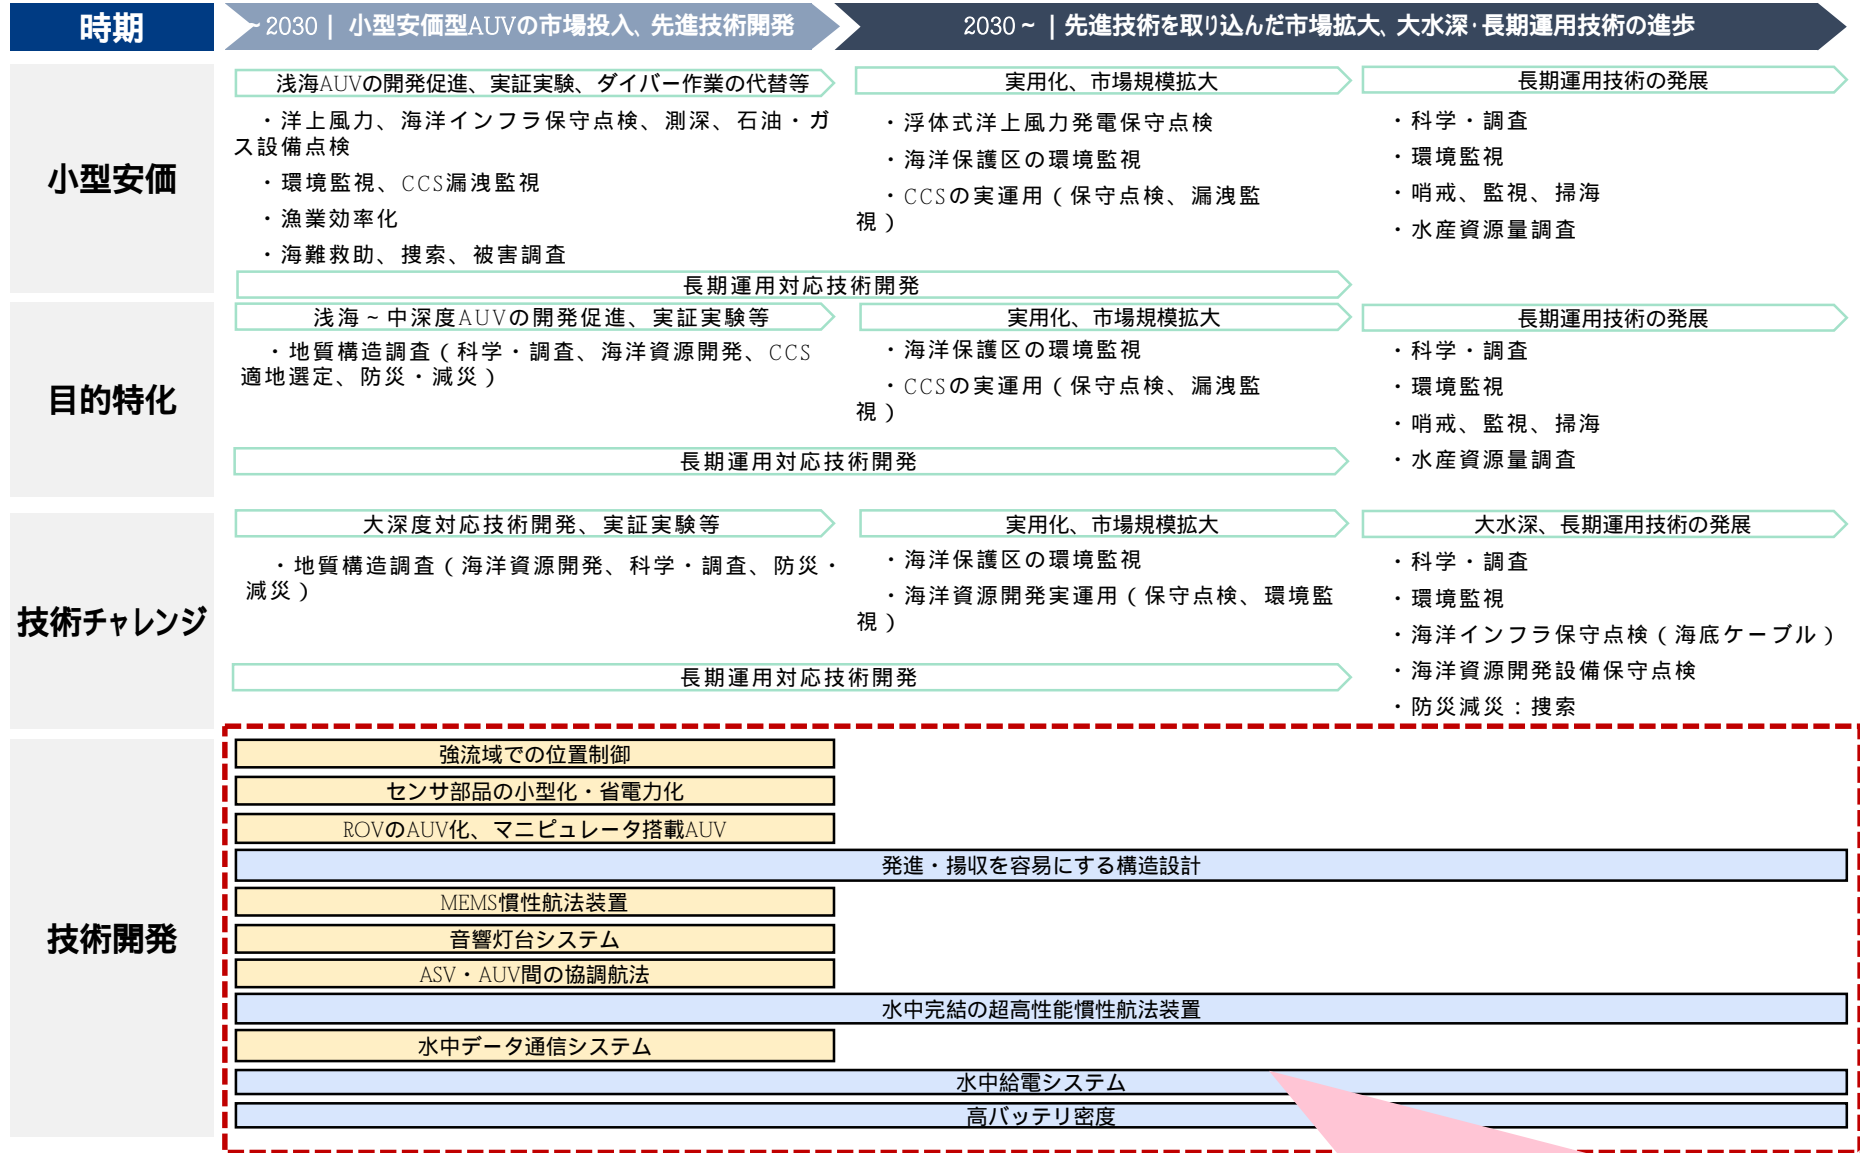 時期
~2030 | 小型安価型AUVの市場投入、先進技術開発
2030~ | 先進技術を取り込んだ市場拡大、大水深・長期運用技術の進歩
小型安価
浅海AUVの開発促進、実証実験、ダイバー作業の代替等
・洋上風力、海洋インフラ保守点検、測深、石油・ガ
ス設備点検
・環境監視、CCS漏洩監視
・漁業効率化
・海難救助、捜索、被害調査
実用化、市場規模拡大
・浮体式洋上風力発電保守点検
・海洋保護区の環境監視
・CCSの実運用（保守点検、漏洩監
視）
長期運用技術の発展
・科学・調査
・環境監視
・哨戒、監視、掃海
・水産資源量調査
長期運用対応技術開発
目的特化
浅海~中深度AUVの開発促進、実証実験等
・地質構造調査（科学・調査、海洋資源開発、CCS
適地選定、防災・減災）
実用化、市場規模拡大
・海洋保護区の環境監視
・CCSの実運用（保守点検、漏洩監
視）
長期運用技術の発展
・科学・調査
・環境監視
・哨戒、監視、掃海
・水産資源量調査
長期運用対応技術開発
技術チャレンジ
大深度対応技術開発、実証実験等
・地質構造調査（海洋資源開発、科学・調査、防災・
減災）
実用化、市場規模拡大
・海洋保護区の環境監視
・海洋資源開発実運用（保守点検、環境監
視）
大水深、長期運用技術の発展
・科学・調査
・環境監視
・海洋インフラ保守点検（海底ケーブル）
・海洋資源開発設備保守点検
・防災減災：捜索
長期運用対応技術開発
技術開発
強流域での位置制御
センサ部品の小型化・省電力化
ROVのAUV化、マニピュレータ搭載AUV
発進・揚収を容易にする構造設計
MEMS慣性航法装置
音響灯台システム
ASV・AUV間の協調航法
水中完結の超高性能慣性航法装置
水中データ通信システム
水中給電システム
高バッテリ密度